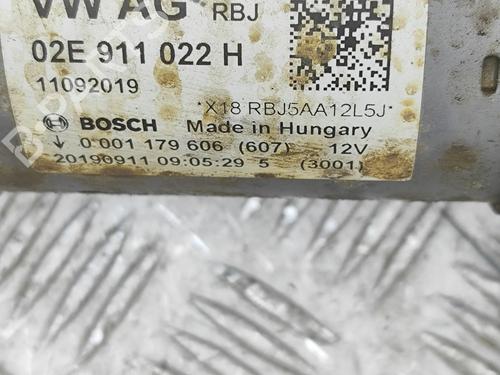 VW AG RBJ
02E 911 022 H
11092019
*X18 RBJ5AA12L5J*
BOSCH Made in Hungary
0 001 179 606 (607) 12V
20190911 09:05:29 5 (3001)